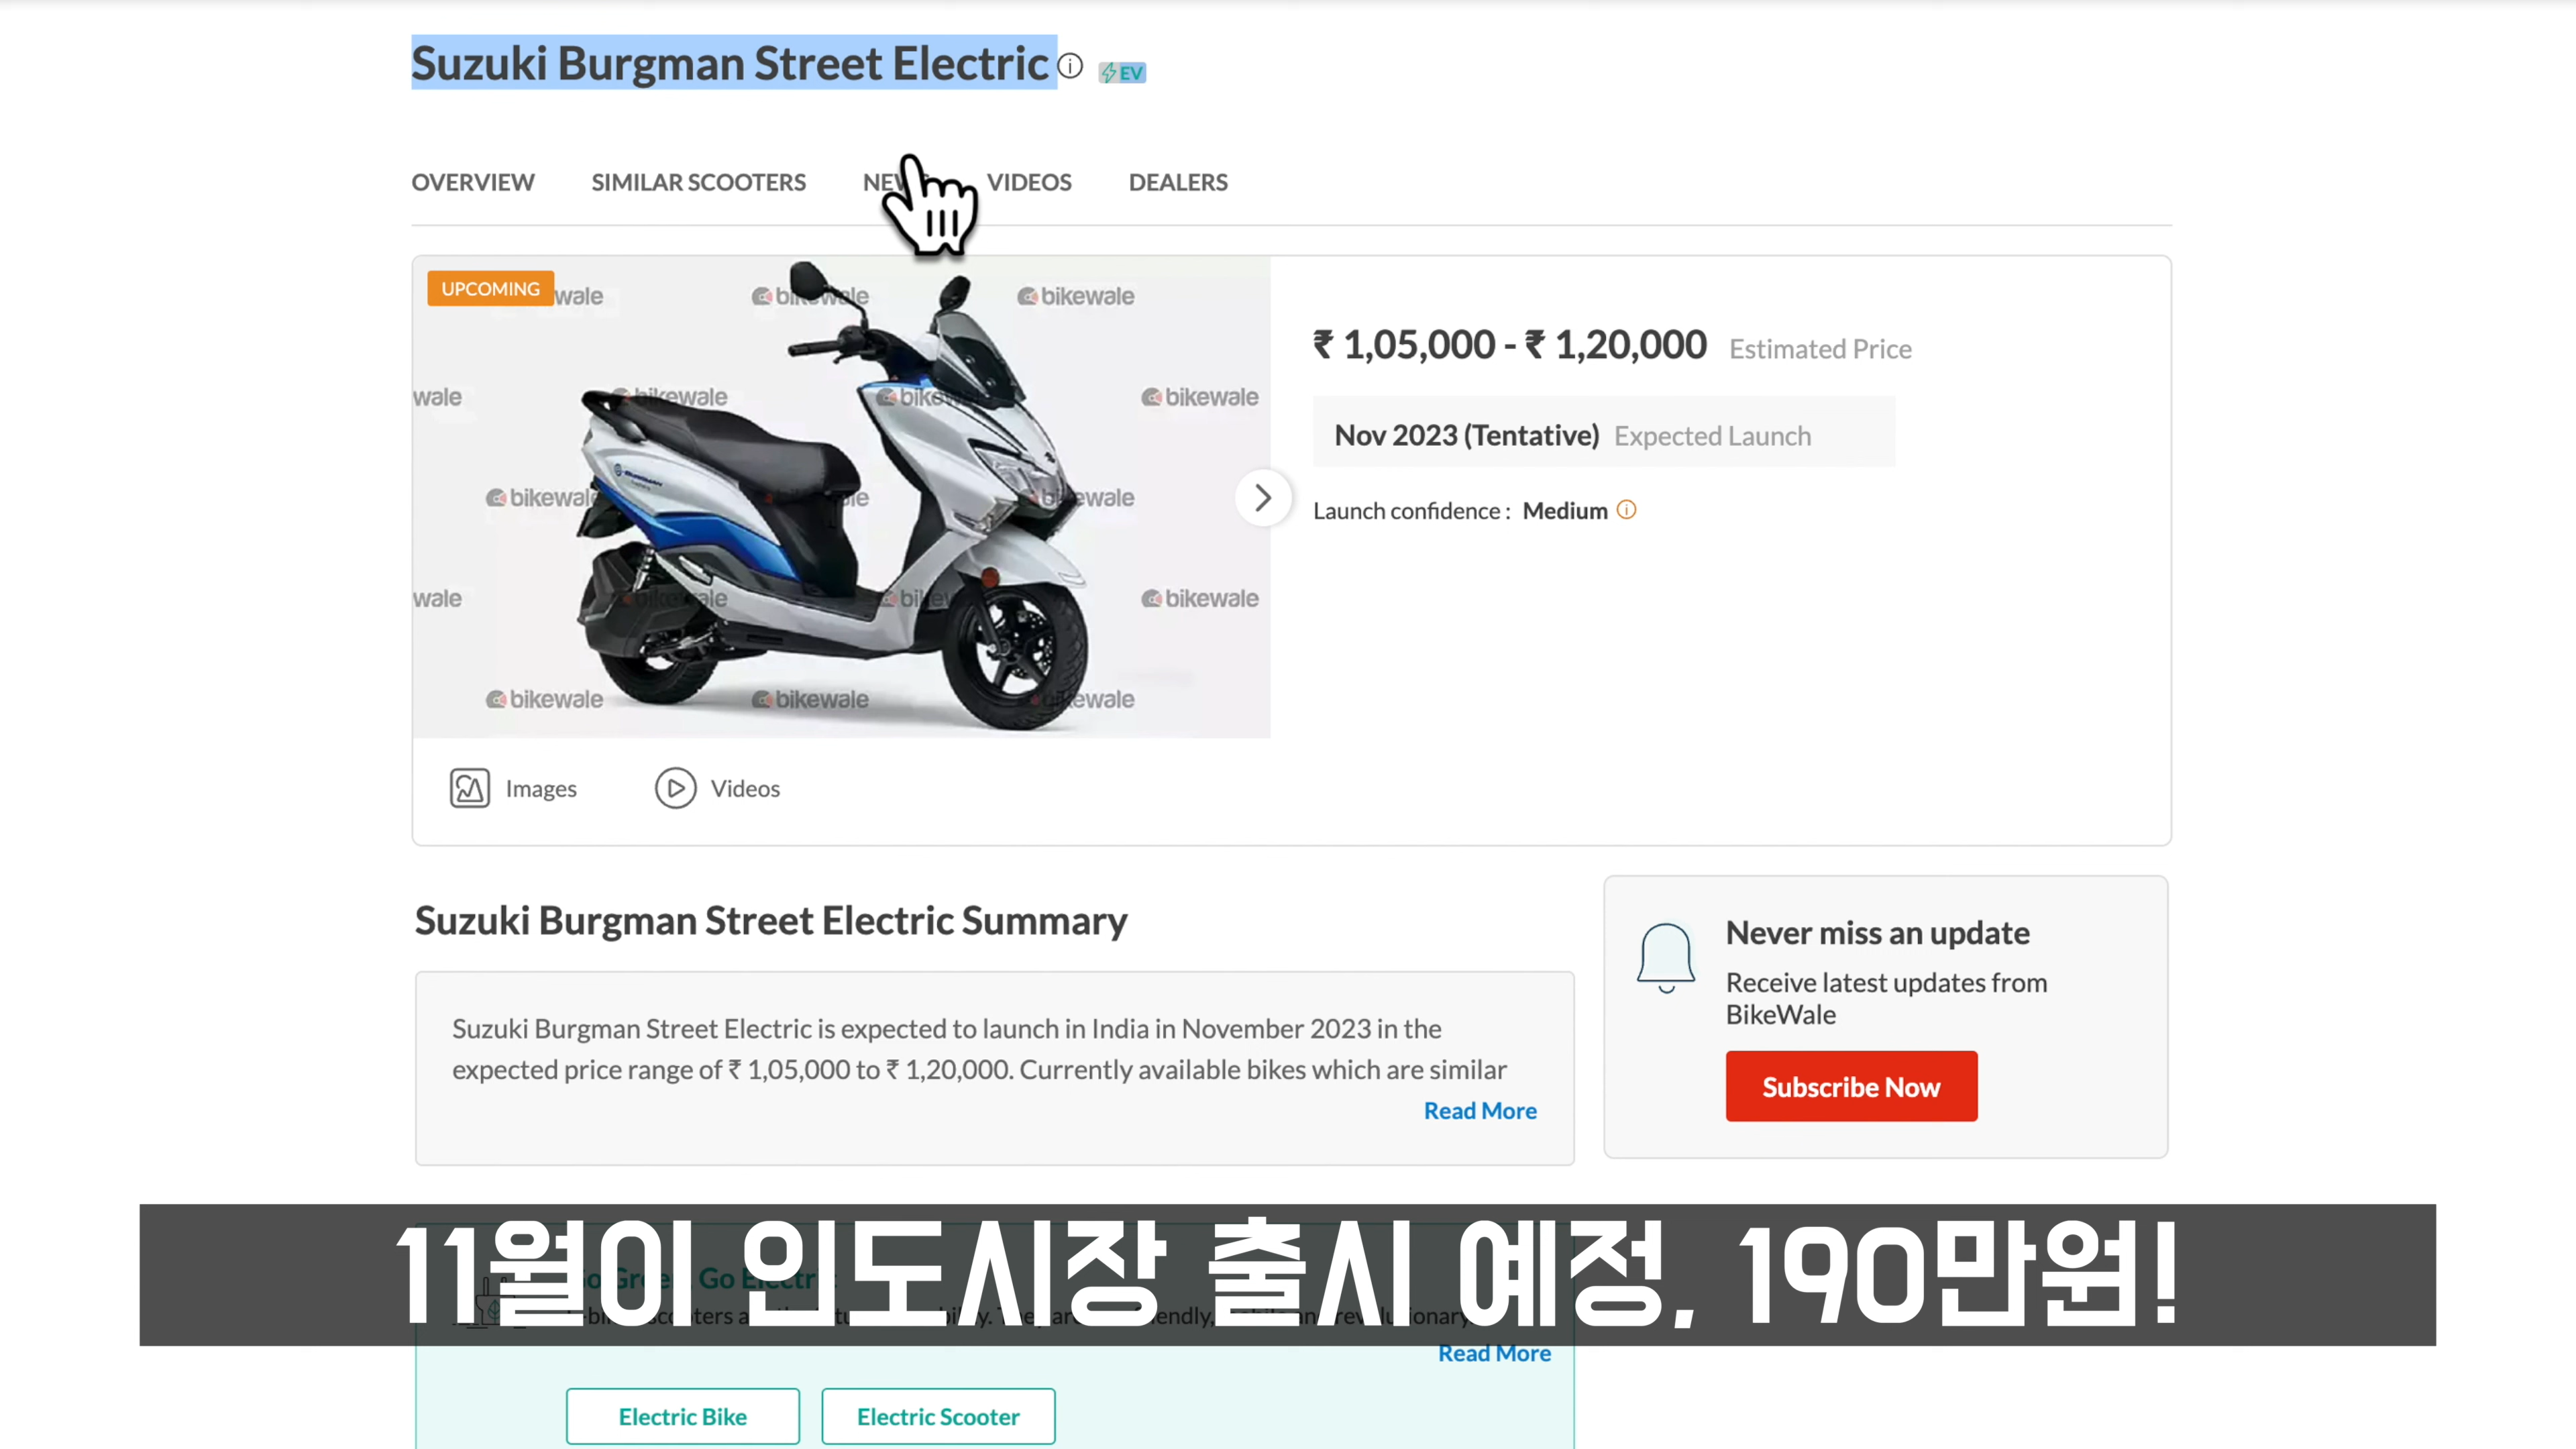 Suzuki Burgman Street Electric
EV
OVERVIEW SIMILAR SCOOTERS VIDEOS DEALERS
UPCOMING
₹ 1,05,000 - ₹ 1,20,000 Estimated Price
Nov 2023 (Tentative) Expected Launch
Launch confidence : Medium
bikewale
Images
Videos
Suzuki Burgman Street Electric Summary
Suzuki Burgman Street Electric is expected to launch in India in November 2023 in the
expected price range of ₹ 1,05,000 to ₹ 1,20,000. Currently available bikes which are similar
Read More
Never miss an update
Receive latest updates from
BikeWale
Subscribe Now
11월이 인도시장 출시 예정, 190만원!
Read More
Electric Bike
Electric Scooter